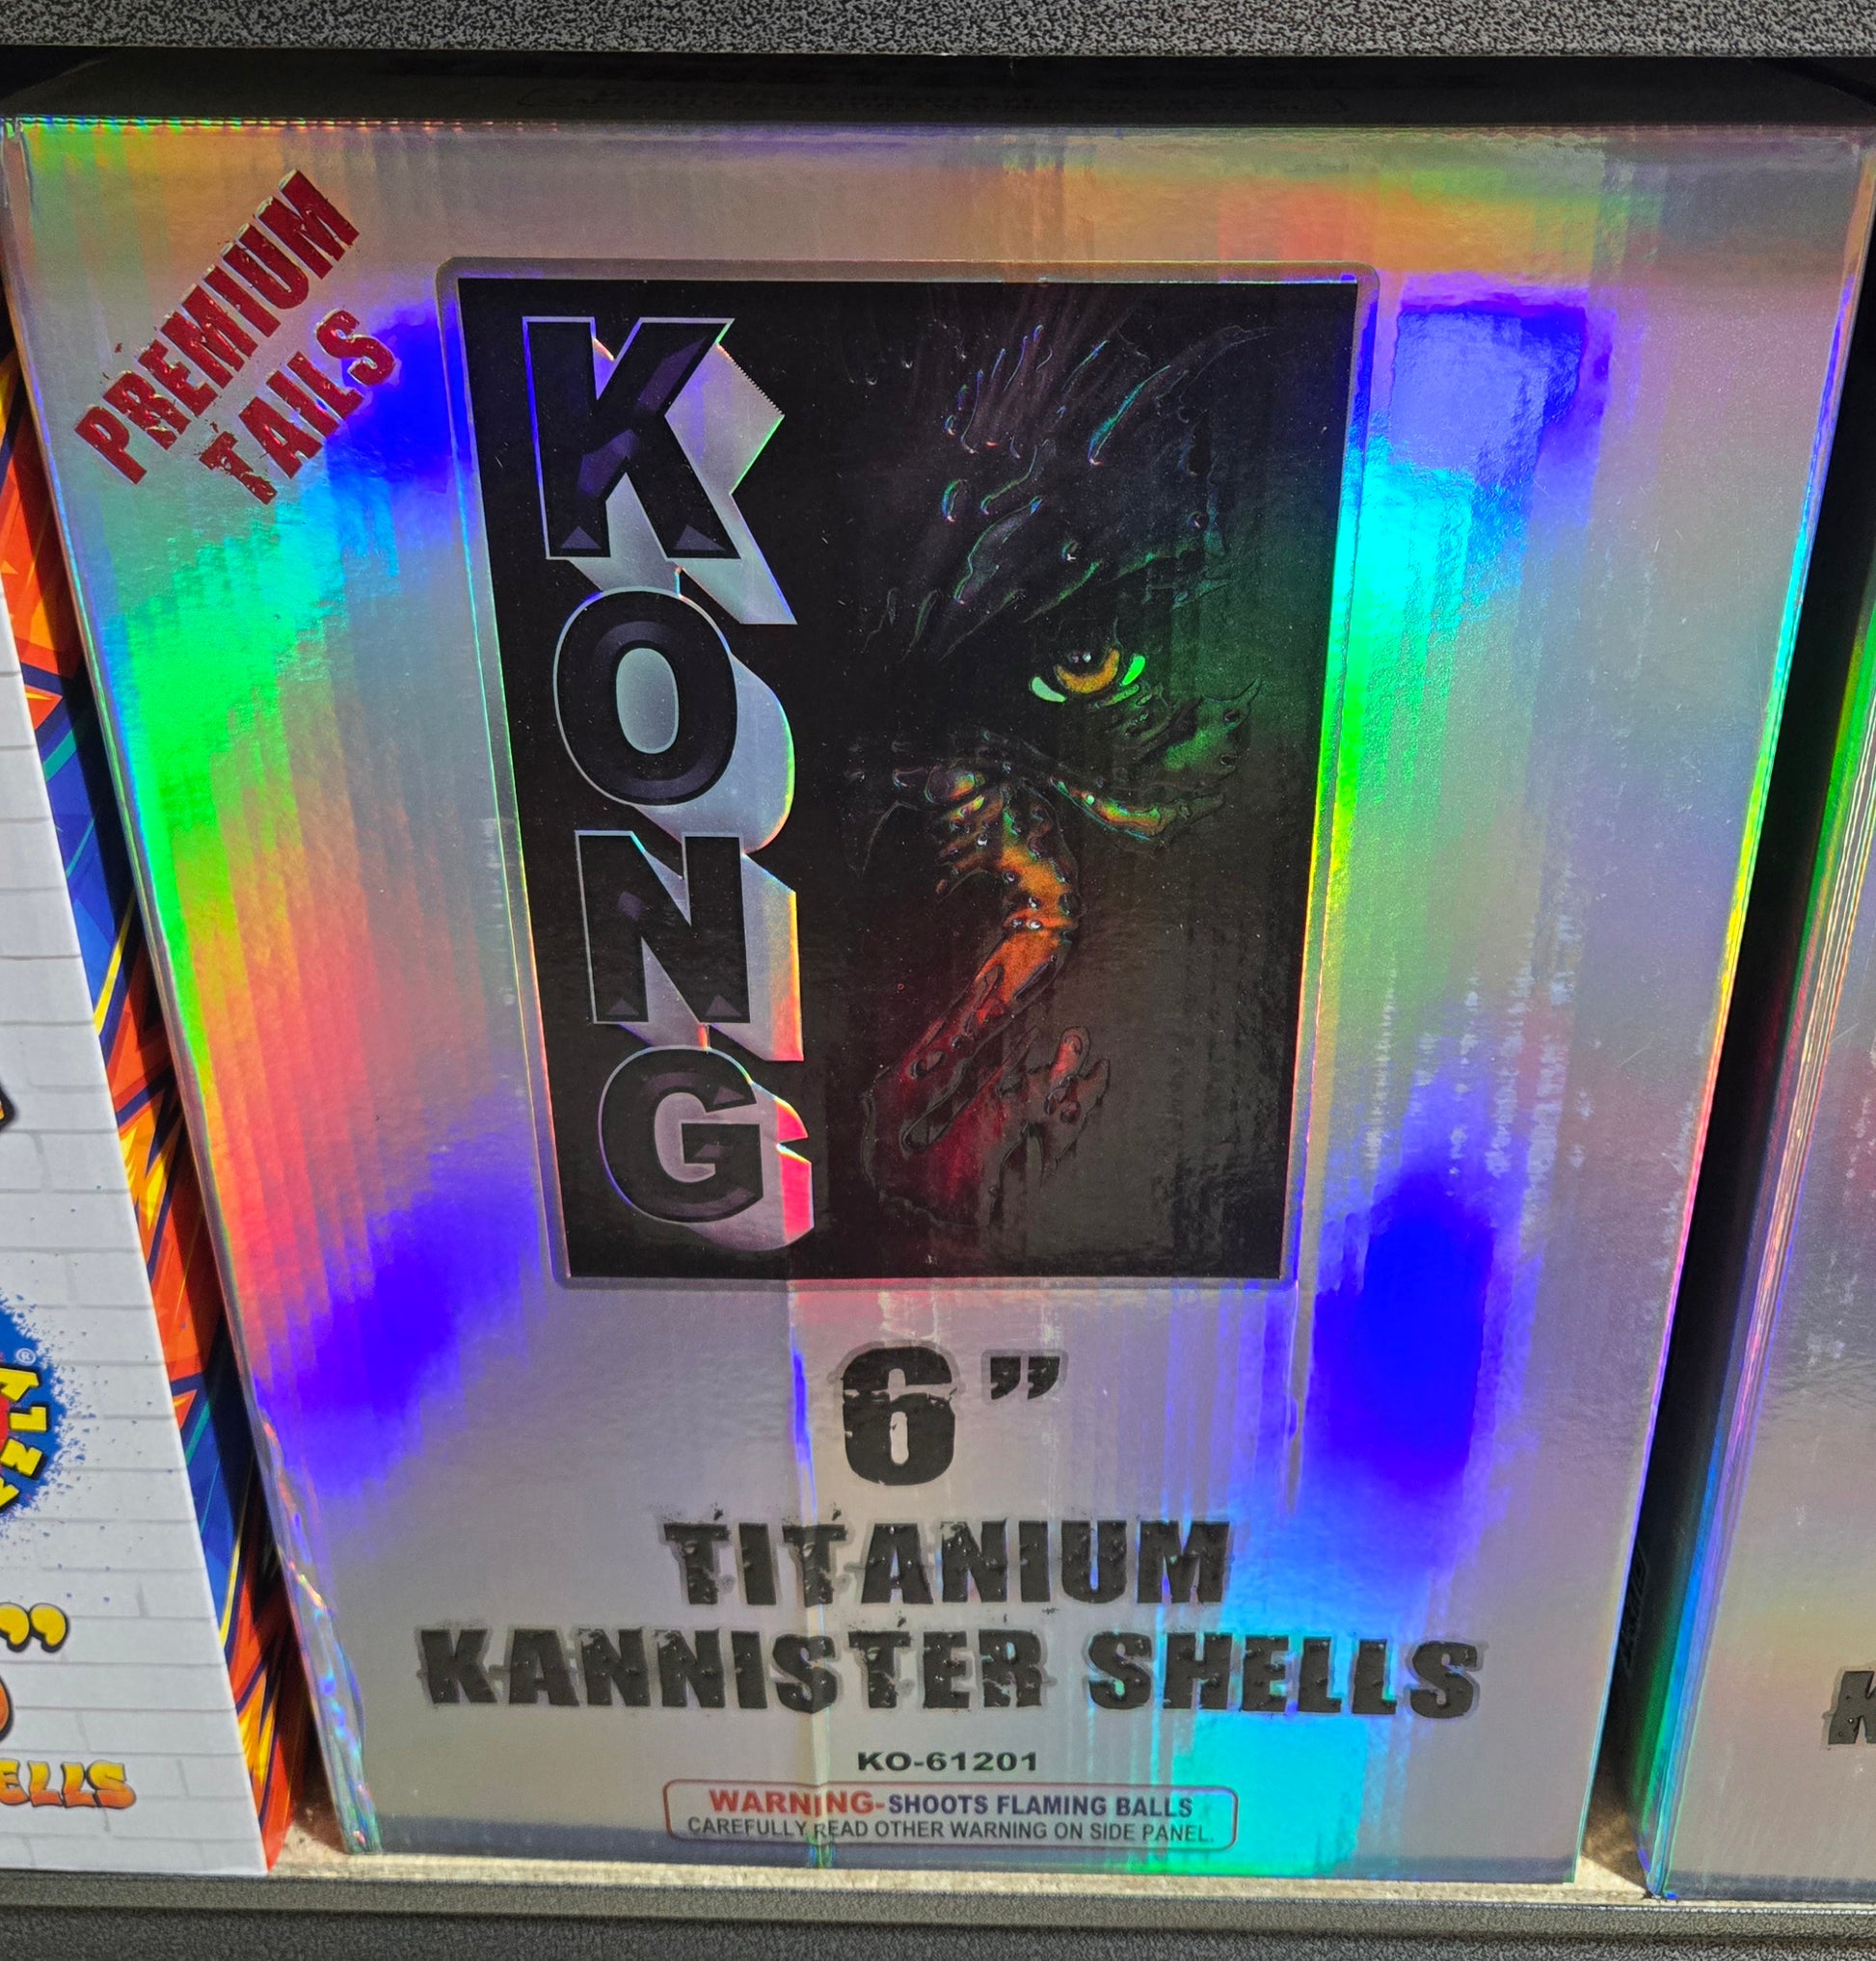 PREMIUM
TAILS
KONG
6"
TITANIUM
KANNISTER SHELLS
KO-61201
WARNING-SHOOTS FLAMING BALLS
CAREFULLY READ OTHER WARNING ON SIDE PANEL.
®
"
ELLS
K